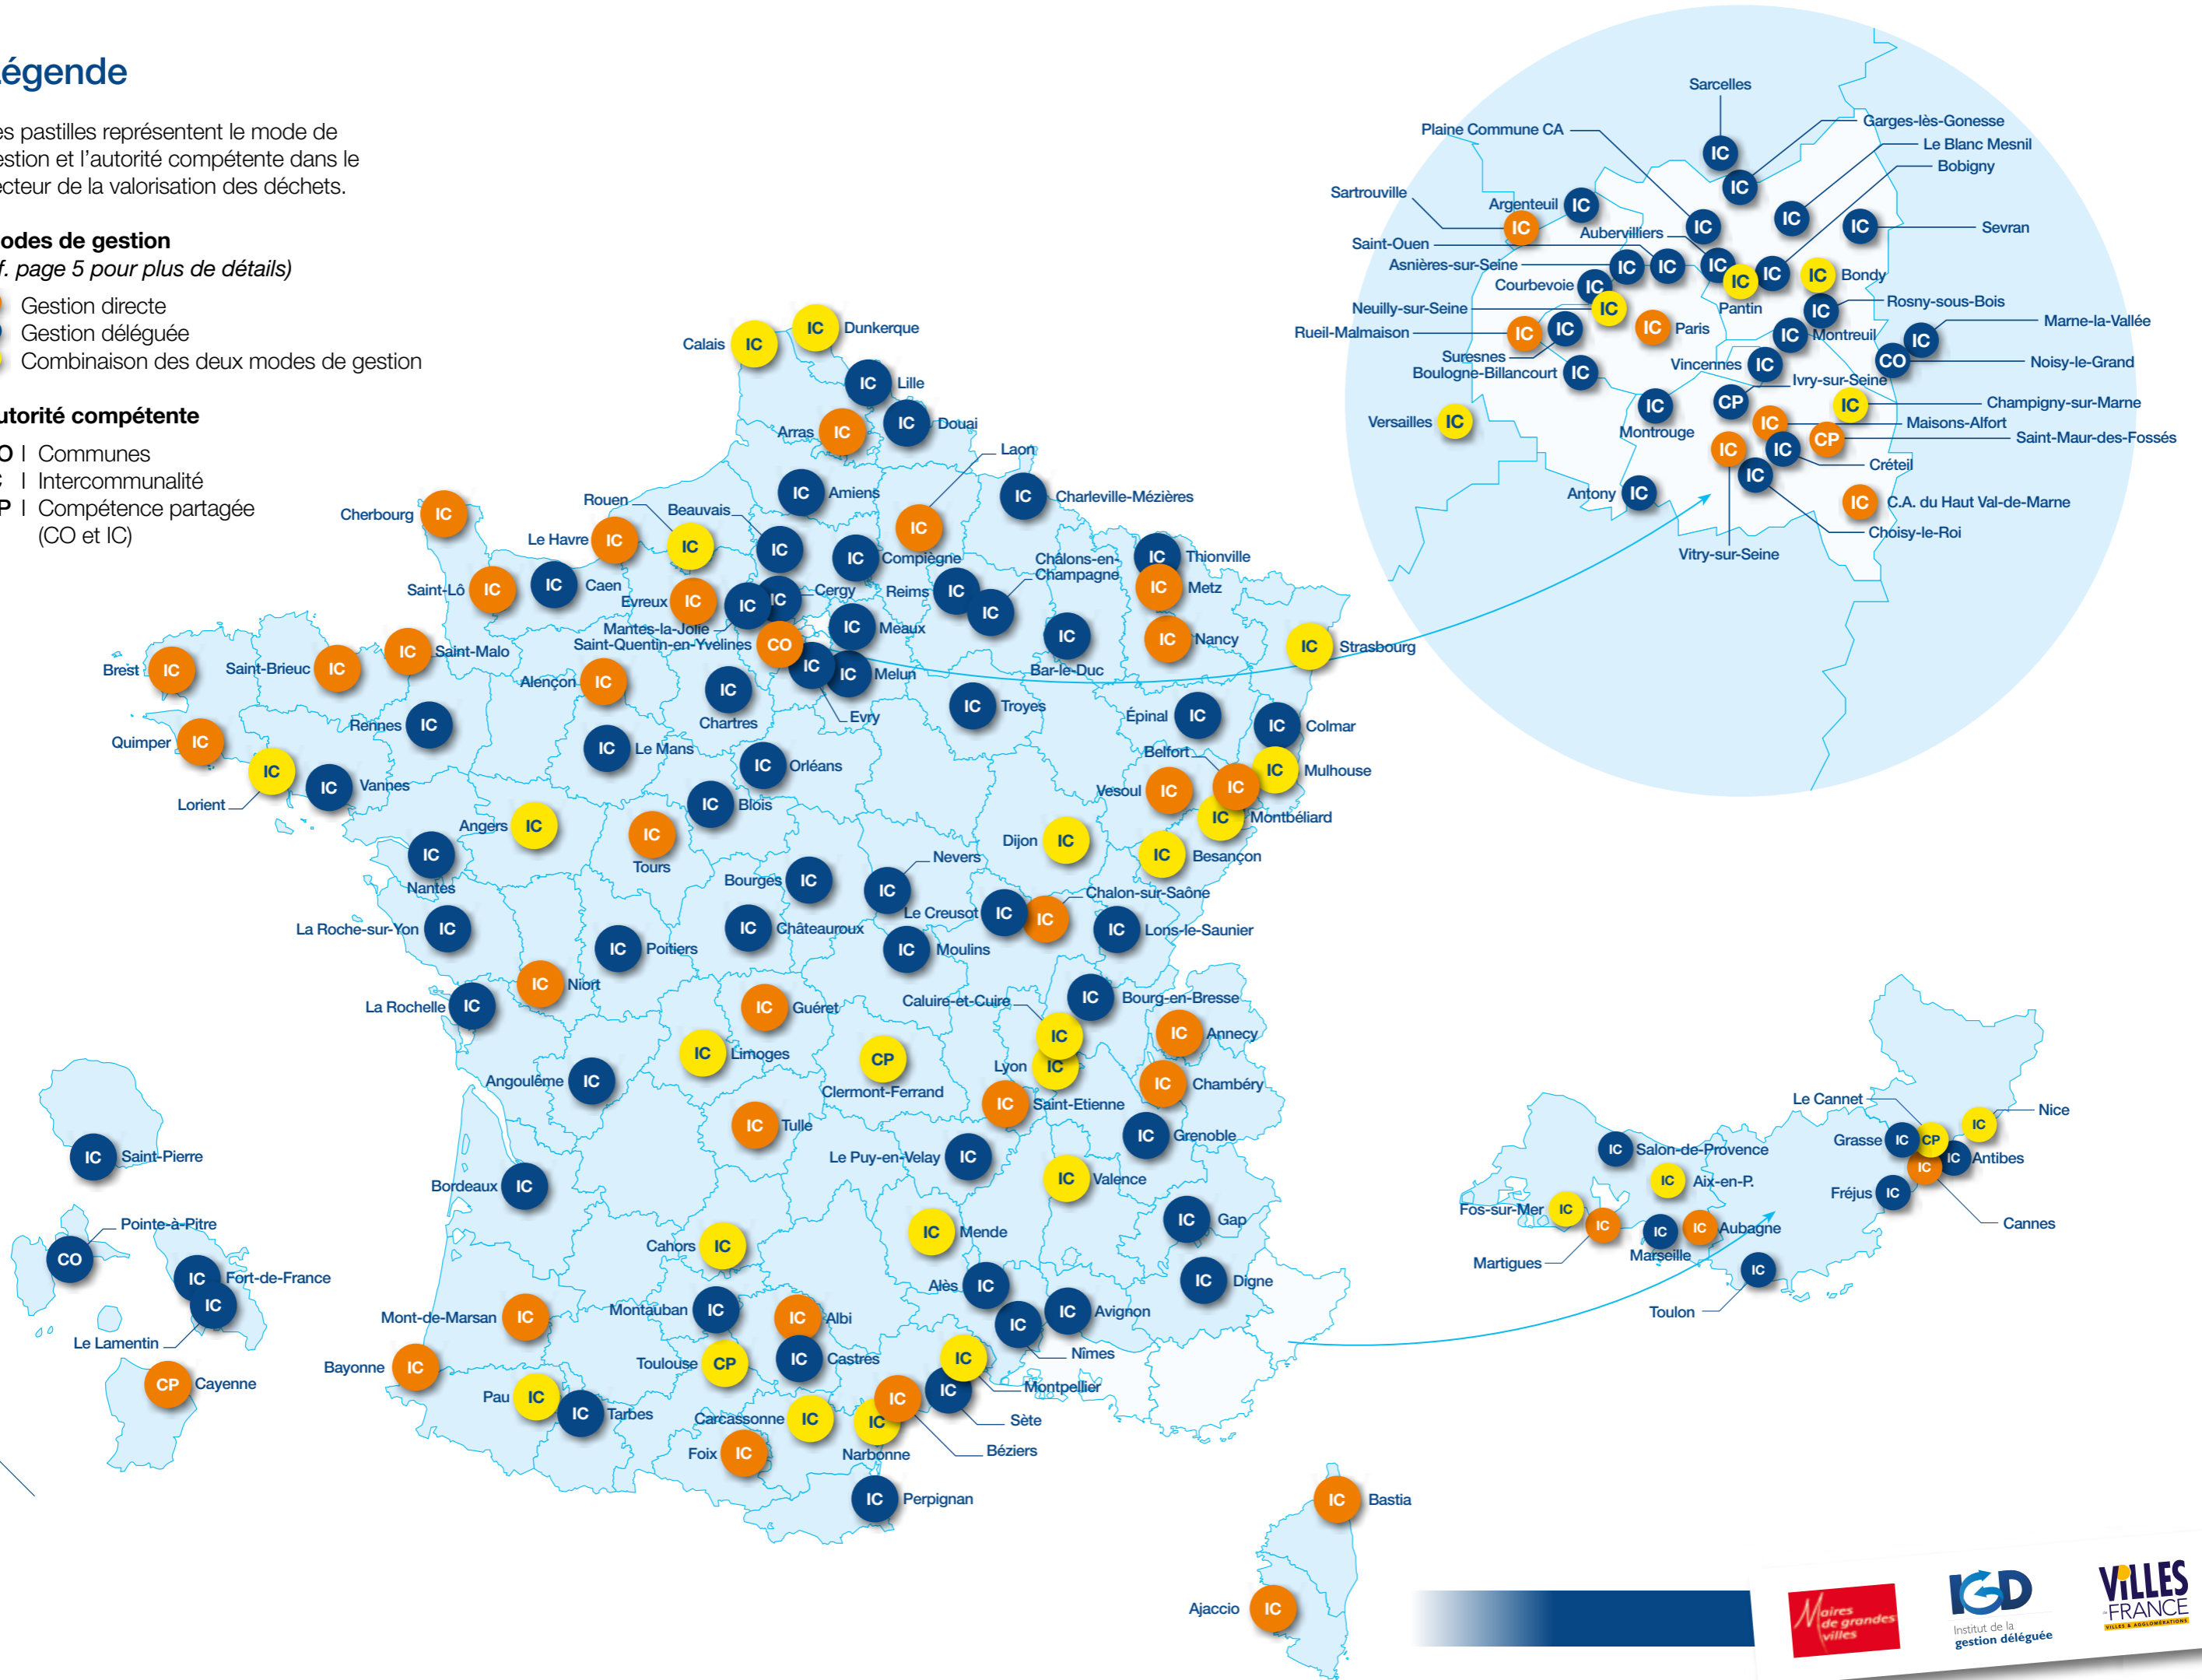 égende
es pastilles représentent le mode de
estion et l'autorité compétente dans le
ecteur de la valorisation des déchets.
odes de gestion
f. page 5 pour plus de détails)
Gestion directe
Gestion déléguée
Combinaison des deux modes de gestion
utorité compétente
O | Communes
C | Intercommunalité
P | Compétence partagée
(CO et IC)
Sarcelles
IC
Plaine Commune CA
IC
Garges-lès-Gonesse
IC
Le Blanc Mesnil
IC
Bobigny
IC
Sartrouville
IC
Argenteuil IC
Aubervilliers
IC
Saint-Ouen
IC
IC Sevran
Asnières-sur-Seine
IC
Courbevoie IC
IC Bondy
Neuilly-sur-Seine
IC
IC
Pantin
Rosny-sous-Bois
IC
Rueil-Malmaison
IC
IC Paris
Montreuil
IC
Marne-la-Vallée
IC
Suresnes
IC
Vincennes IC
CO
Noisy-le-Grand
Boulogne-Billancourt IC
Ivry-sur-Seine
CP
IC
Montrouge
IC Champigny-sur-Marne
Versailles IC
IC Maisons-Alfort
CP Saint-Maur-des-Fossés
IC
Créteil
Antony IC
IC
IC C.A. du Haut Val-de-Marne
Choisy-le-Roi
Vitry-sur-Seine
IC Dunkerque
Calais IC
IC Lille
IC Douai
Arras IC
Laon
IC
IC Amiens
IC Charleville-Mézières
Cherbourg IC
Rouen
IC
Beauvais
IC
Le Havre IC
IC Compiègne
Châlons-en-
Champagne
IC
IC Thionville
Saint-Lô IC
IC Caen
Evreux IC
IC Cergy
Reims IC
IC Metz
Mantes-la-Jolie
IC
IC Meaux
Saint-Quentin-en-Yvelines CO
IC
Bar-le-Duc
IC Nancy
IC Strasbourg
Brest IC
Saint-Brieuc IC
IC Saint-Malo
Alençon IC
IC
Chartres
IC
Evry
IC Melun
IC Troyes
Épinal IC
IC Colmar
Rennes IC
Quimper IC
IC Le Mans
IC Orléans
Belfort
IC
IC Mulhouse
IC
Lorient
IC Vannes
IC Blois
Vesoul IC
IC Montbéliard
Angers IC
IC
Tours
Dijon IC
IC Besançon
IC
Nantes
Bourges IC
Nevers
IC
Chalon-sur-Saône
IC
Le Creusot IC
La Roche-sur-Yon IC
IC Poitiers
IC Châteauroux
IC Moulins
IC Lons-le-Saunier
IC Niort
La Rochelle IC
IC Guéret
Caluire-et-Cuire
IC
IC Bourg-en-Bresse
IC Annecy
IC Limoges
CP
Clermont-Ferrand
Lyon IC
Angoulême IC
IC Chambéry
IC Saint-Etienne
IC Tulle
IC Grenoble
Le Puy-en-Velay IC
Bordeaux IC
IC Valence
IC Gap
Cahors IC
IC Mende
Alès IC
IC Digne
Montauban IC
IC Albi
IC Avignon
Mont-de-Marsan IC
IC
Nîmes
Toulouse CP
IC Castres
IC
Montpellier
Bayonne IC
Pau IC
IC Tarbes
IC
Sète
Carcassonne IC
IC
Béziers
IC
Narbonne
Foix IC
IC Perpignan
IC Saint-Pierre
Pointe-à-Pitre
CO
IC Fort-de-France
IC
Le Lamentin
CP Cayenne
Le Cannet
CP
IC
Nice
Grasse IC
IC Antibes
IC
Cannes
Fréjus IC
IC Salon-de-Provence
IC Aix-en-P.
Fos-sur-Mer IC
IC
Martigues
IC
Marseille
IC Aubagne
IC
Toulon
IC Bastia
Ajaccio IC
Maires
de grandes
villes
IGD
Institut de la
gestion déléguée
VILLES
DE FRANCE
VILLES & AGGLOMÉRATIONS